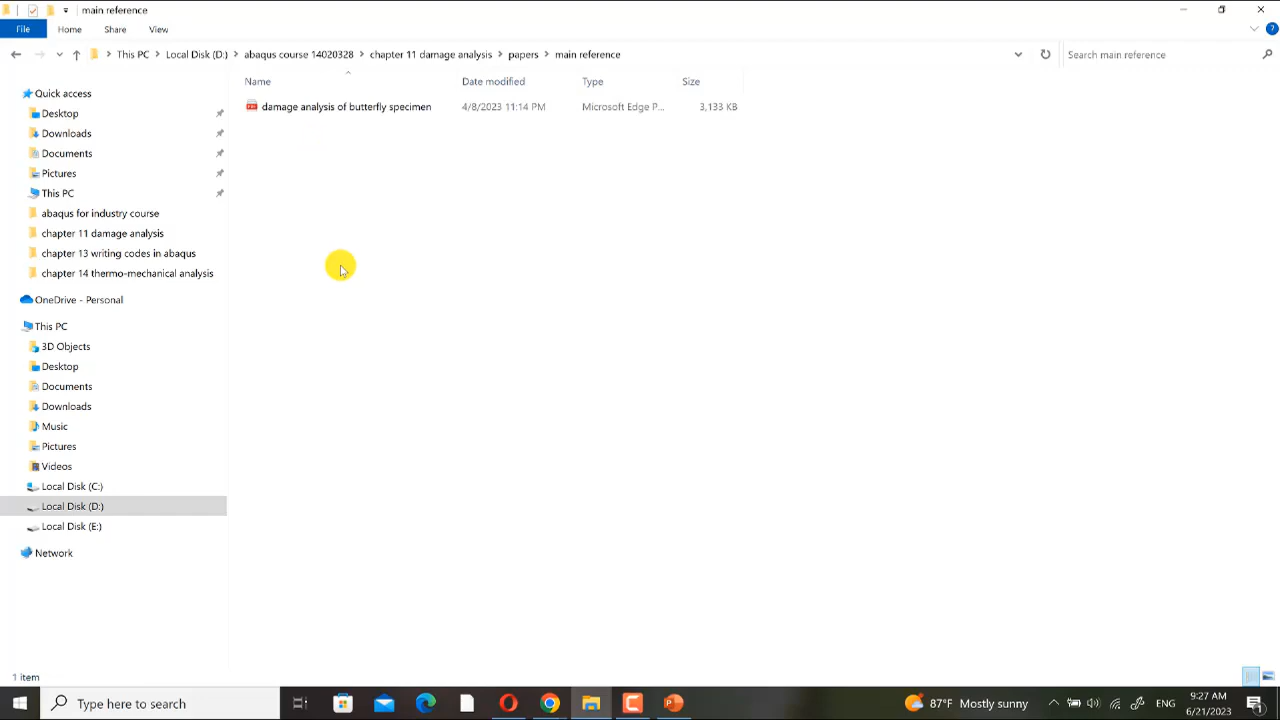 main reference
File Home Share View
This PC Local Disk (D:) abaqus course 14020328 chapter 11 damage analysis papers main reference
Search main reference
Name Date modified Type Size
damage analysis of butterfly specimen 4/8/2023 11:14 PM Microsoft Edge P... 3,133 KB
Quick access
Desktop
Downloads
Documents
Pictures
This PC
abaqus for industry course
chapter 11 damage analysis
chapter 13 writing codes in abaqus
chapter 14 thermo-mechanical analysis
OneDrive - Personal
This PC
3D Objects
Desktop
Documents
Downloads
Music
Pictures
Videos
Local Disk (C:)
Local Disk (D:)
Local Disk (E:)
Network
1 item
Type here to search
87°F Mostly sunny
ENG
9:27 AM
6/21/2023